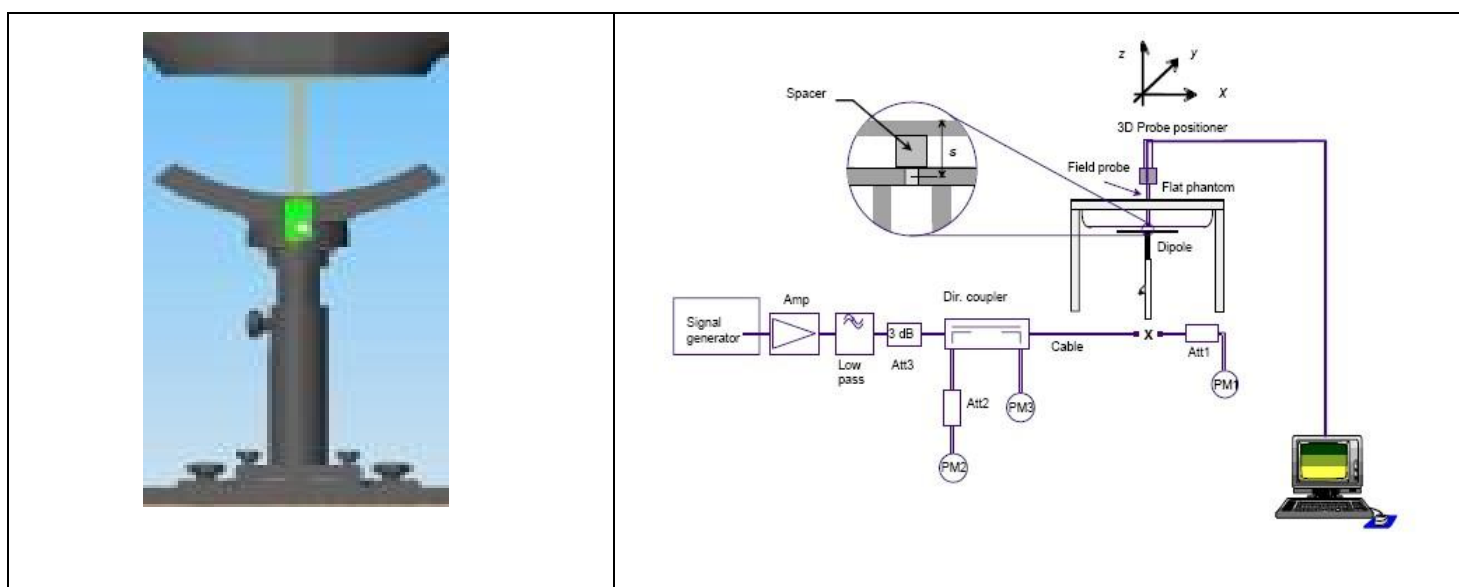 z
y
X
Spacer
3D Probe positioner
s
Field probe
Flat phantom
Dipole
Dir. coupler
Amp
Signal
generator
3 dB
x
Cable
Att1
Low
pass
Att3
PM1
Att2
PM3
PM2